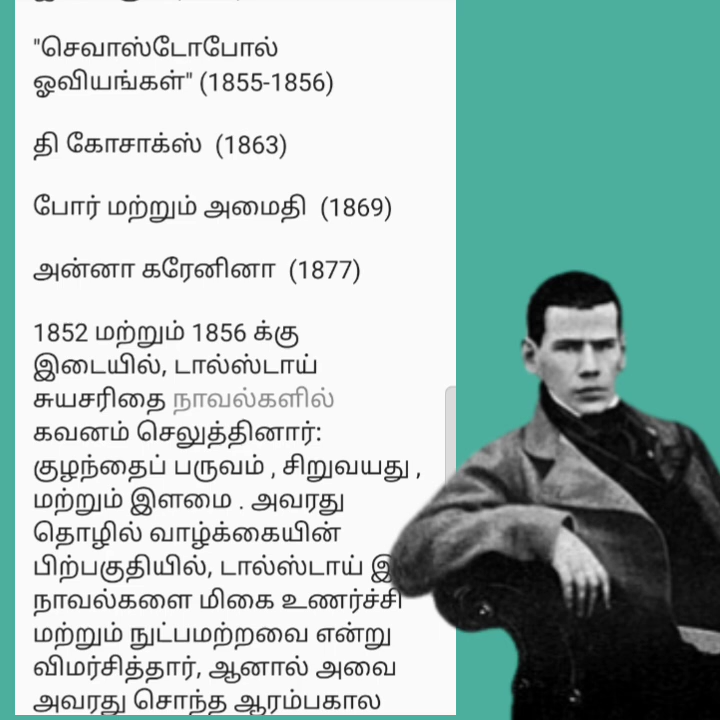 "செவாஸ்டோபோல்
ஓவியங்கள்" (1855-1856)
தி கோசாக்ஸ் (1863)
போர் மற்றும் அமைதி (1869)
அன்னா கரேனினா (1877)
1852 மற்றும் 1856 க்கு
இடையில், டால்ஸ்டாய்
சுயசரிதை நாவல்களில்
கவனம் செலுத்தினார்:
குழந்தைப் பருவம் , சிறுவயது ,
மற்றும் இளமை . அவரது
தொழில் வாழ்க்கையின்
பிற்பகுதியில், டால்ஸ்டாய்
நாவல்களை மிகை உணர்ச்சி
மற்றும் நுட்பமற்றவை என்று
விமர்சித்தார், ஆனால் அவை
அவரது சொந்த ஆரம்பகால